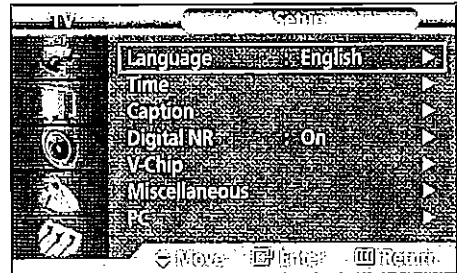 TV Setup
Language : English
Time
Caption
Digital NR : On
V-Chip
Miscellaneous
PC
Move Enter Return